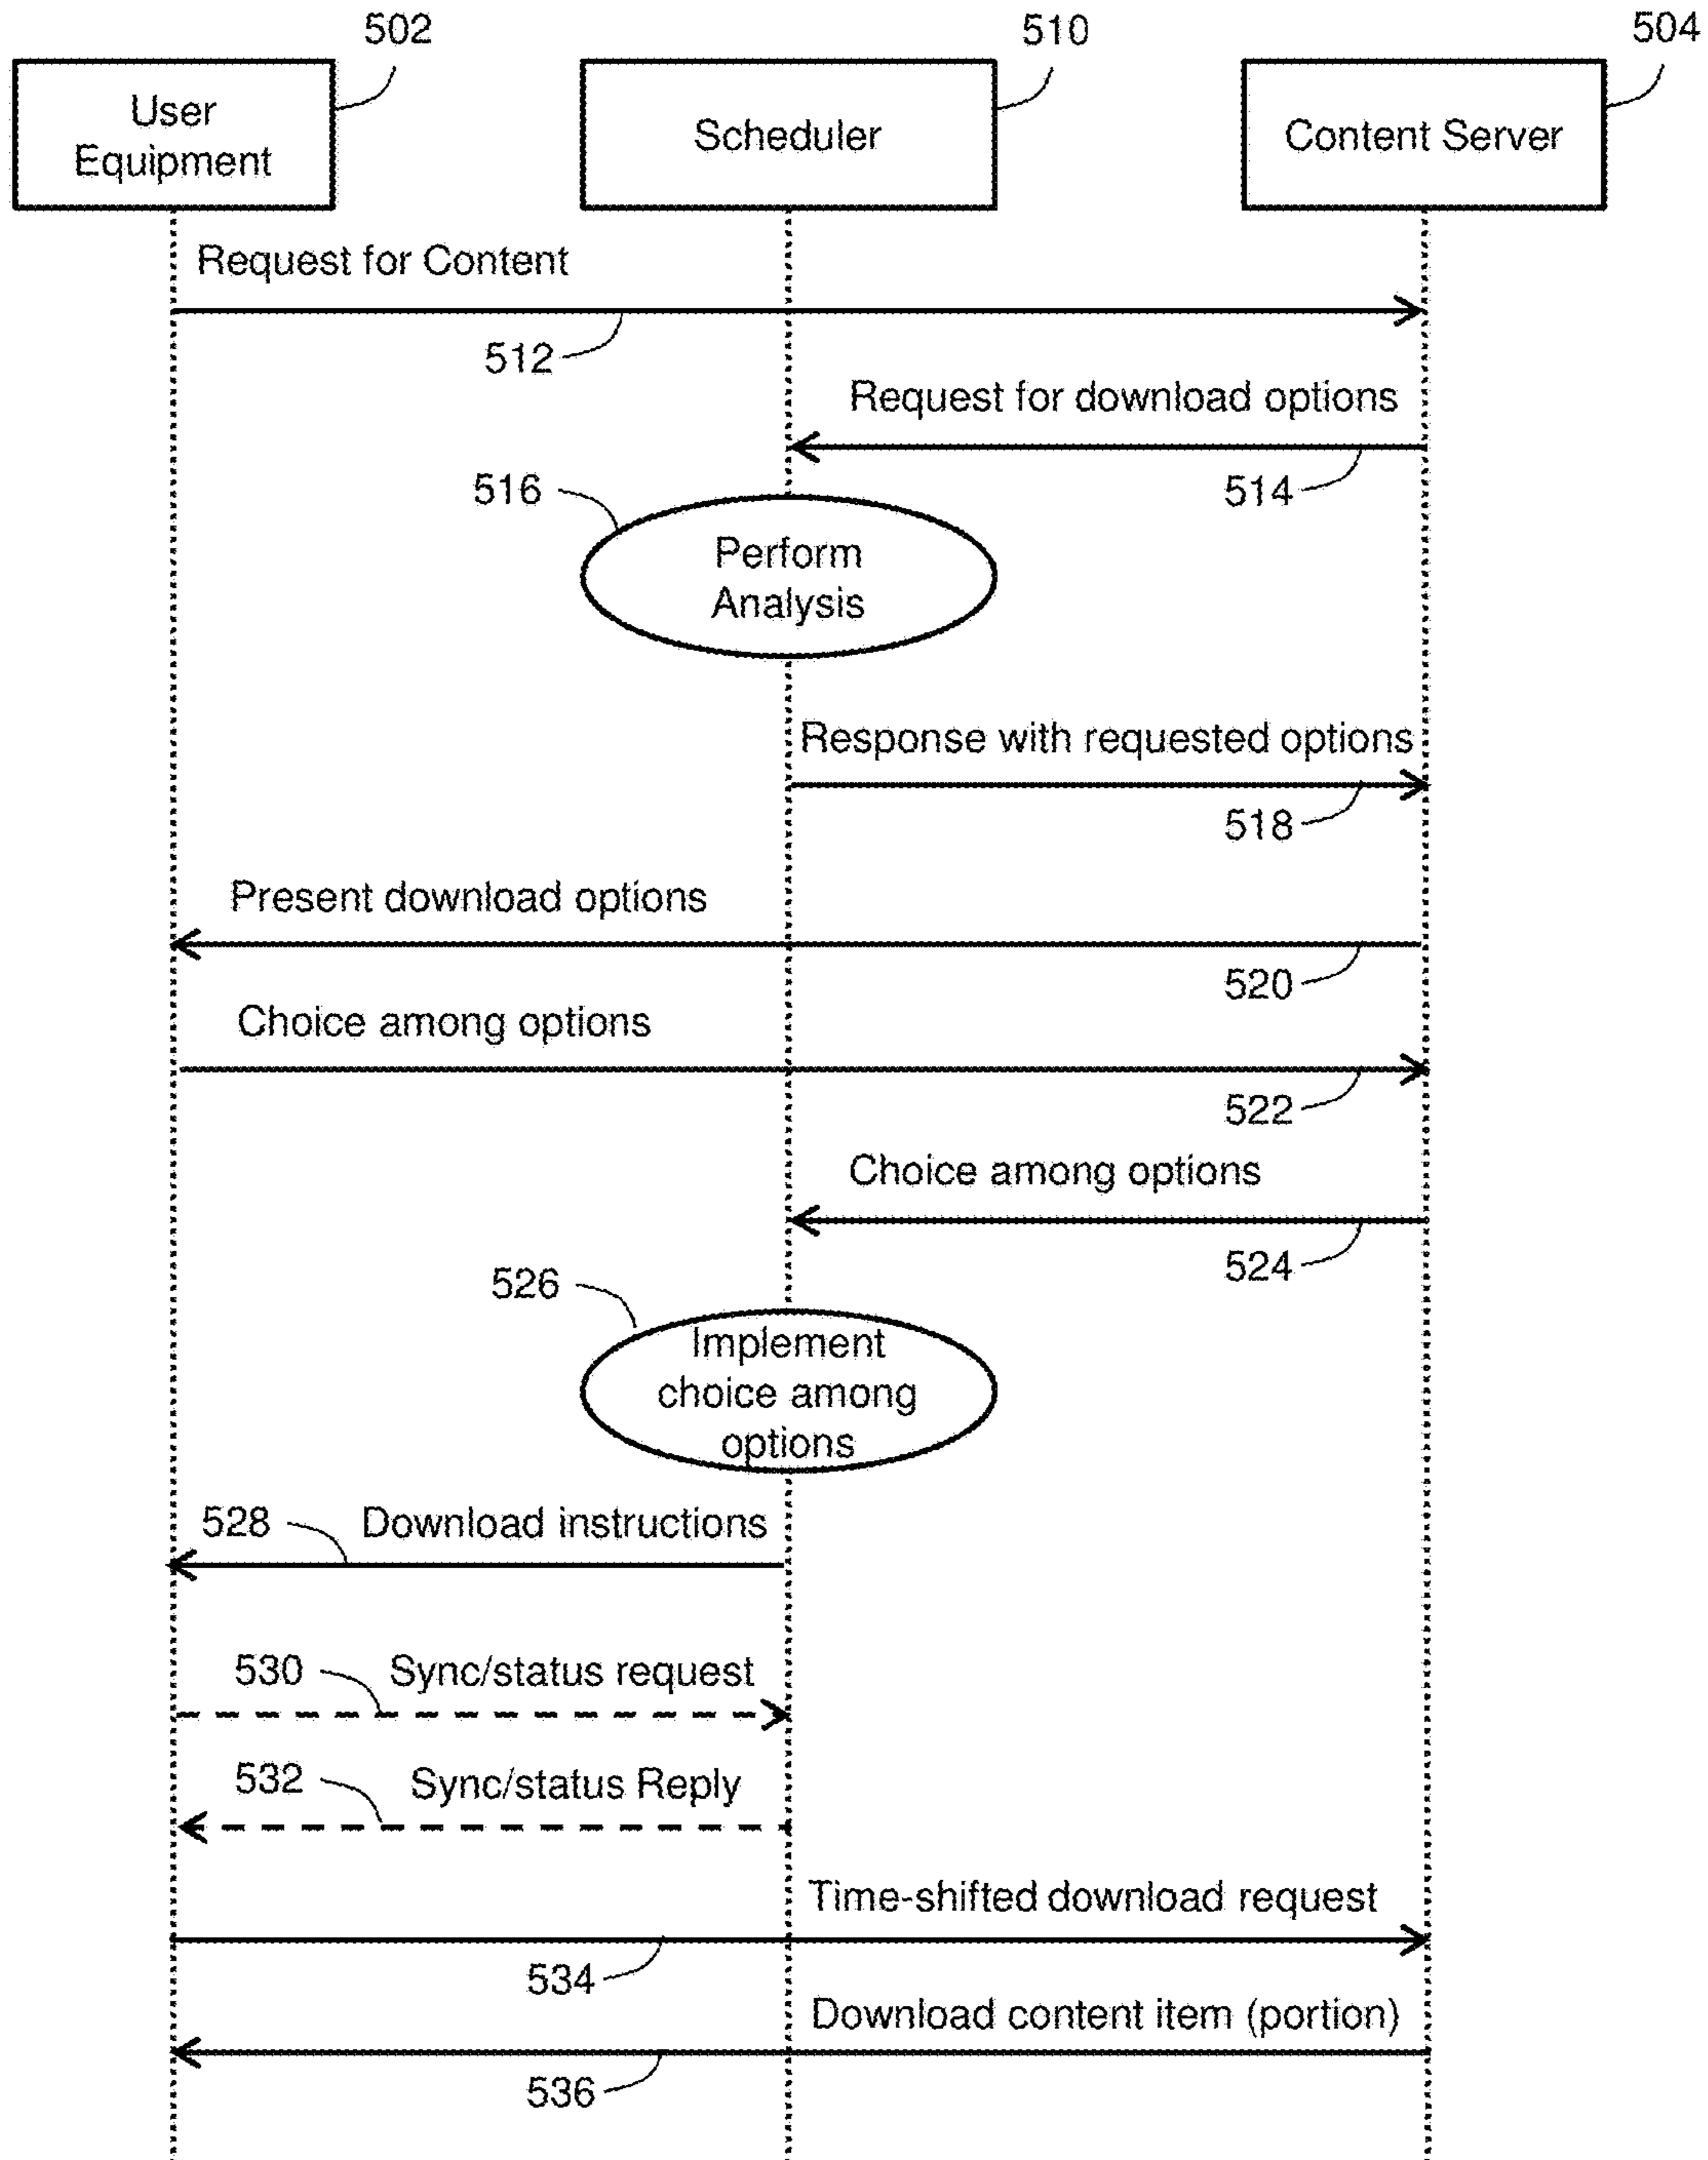 502
510
504
User
Equipment
Scheduler
Content Server
Request for Content
512
Request for download options
514
516
Perform
Analysis
Response with requested options
518
Present download options
520
Choice among options
522
Choice among options
524
526
Implement
choice among
options
528
Download instructions
530
Sync/status request
532
Sync/status Reply
Time-shifted download request
534
Download content item (portion)
536